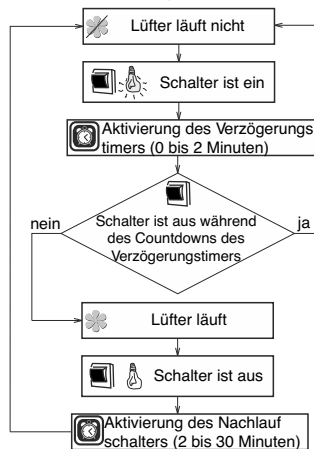 Lüfter läuft nicht
Schalter ist ein
Aktivierung des Verzögerungs
timers (0 bis 2 Minuten)
nein
ja
Schalter ist aus während
des Countdowns des
Verzögerungstimers
Lüfter läuft
Schalter ist aus
Aktivierung des Nachlauf
schalters (2 bis 30 Minuten)